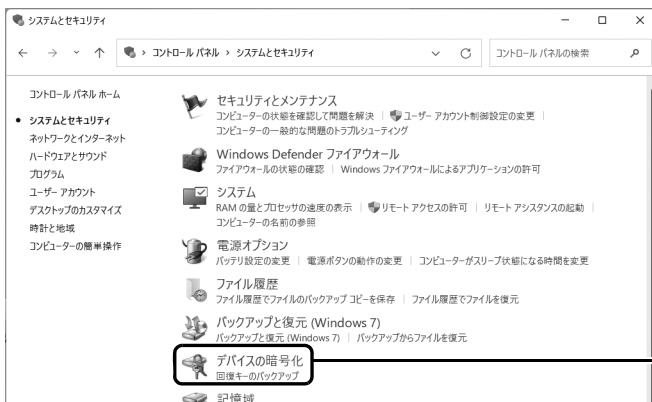 システムとセキュリティ
コントロール パネル › システムとセキュリティ
コントロール パネルの検索
コントロール パネル ホーム
システムとセキュリティ
ネットワークとインターネット
ハードウェアとサウンド
プログラム
ユーザー アカウント
デスクトップのカスタマイズ
時計と地域
コンピューターの簡単操作
セキュリティとメンテナンス
コンピューターの状態を確認して問題を解決 | ユーザー アカウント制御設定の変更 |
コンピューターの一般的な問題のトラブルシューティング
Windows Defender ファイアウォール
ファイアウォールの状態の確認 | Windows ファイアウォールによるアプリケーションの許可
システム
RAM の量とプロセッサの速度の表示 | リモート アクセスの許可 | リモート アシスタンスの起動 |
コンピューターの名前の参照
電源オプション
バッテリ設定の変更 | 電源ボタンの動作の変更 | コンピューターがスリープ状態になる時間を変更
ファイル履歴
ファイル履歴でファイルのバックアップ コピーを保存 | ファイル履歴でファイルを復元
バックアップと復元 (Windows 7)
バックアップと復元 (Windows 7) | バックアップからファイルを復元
デバイスの暗号化
回復キーのバックアップ
記憶域